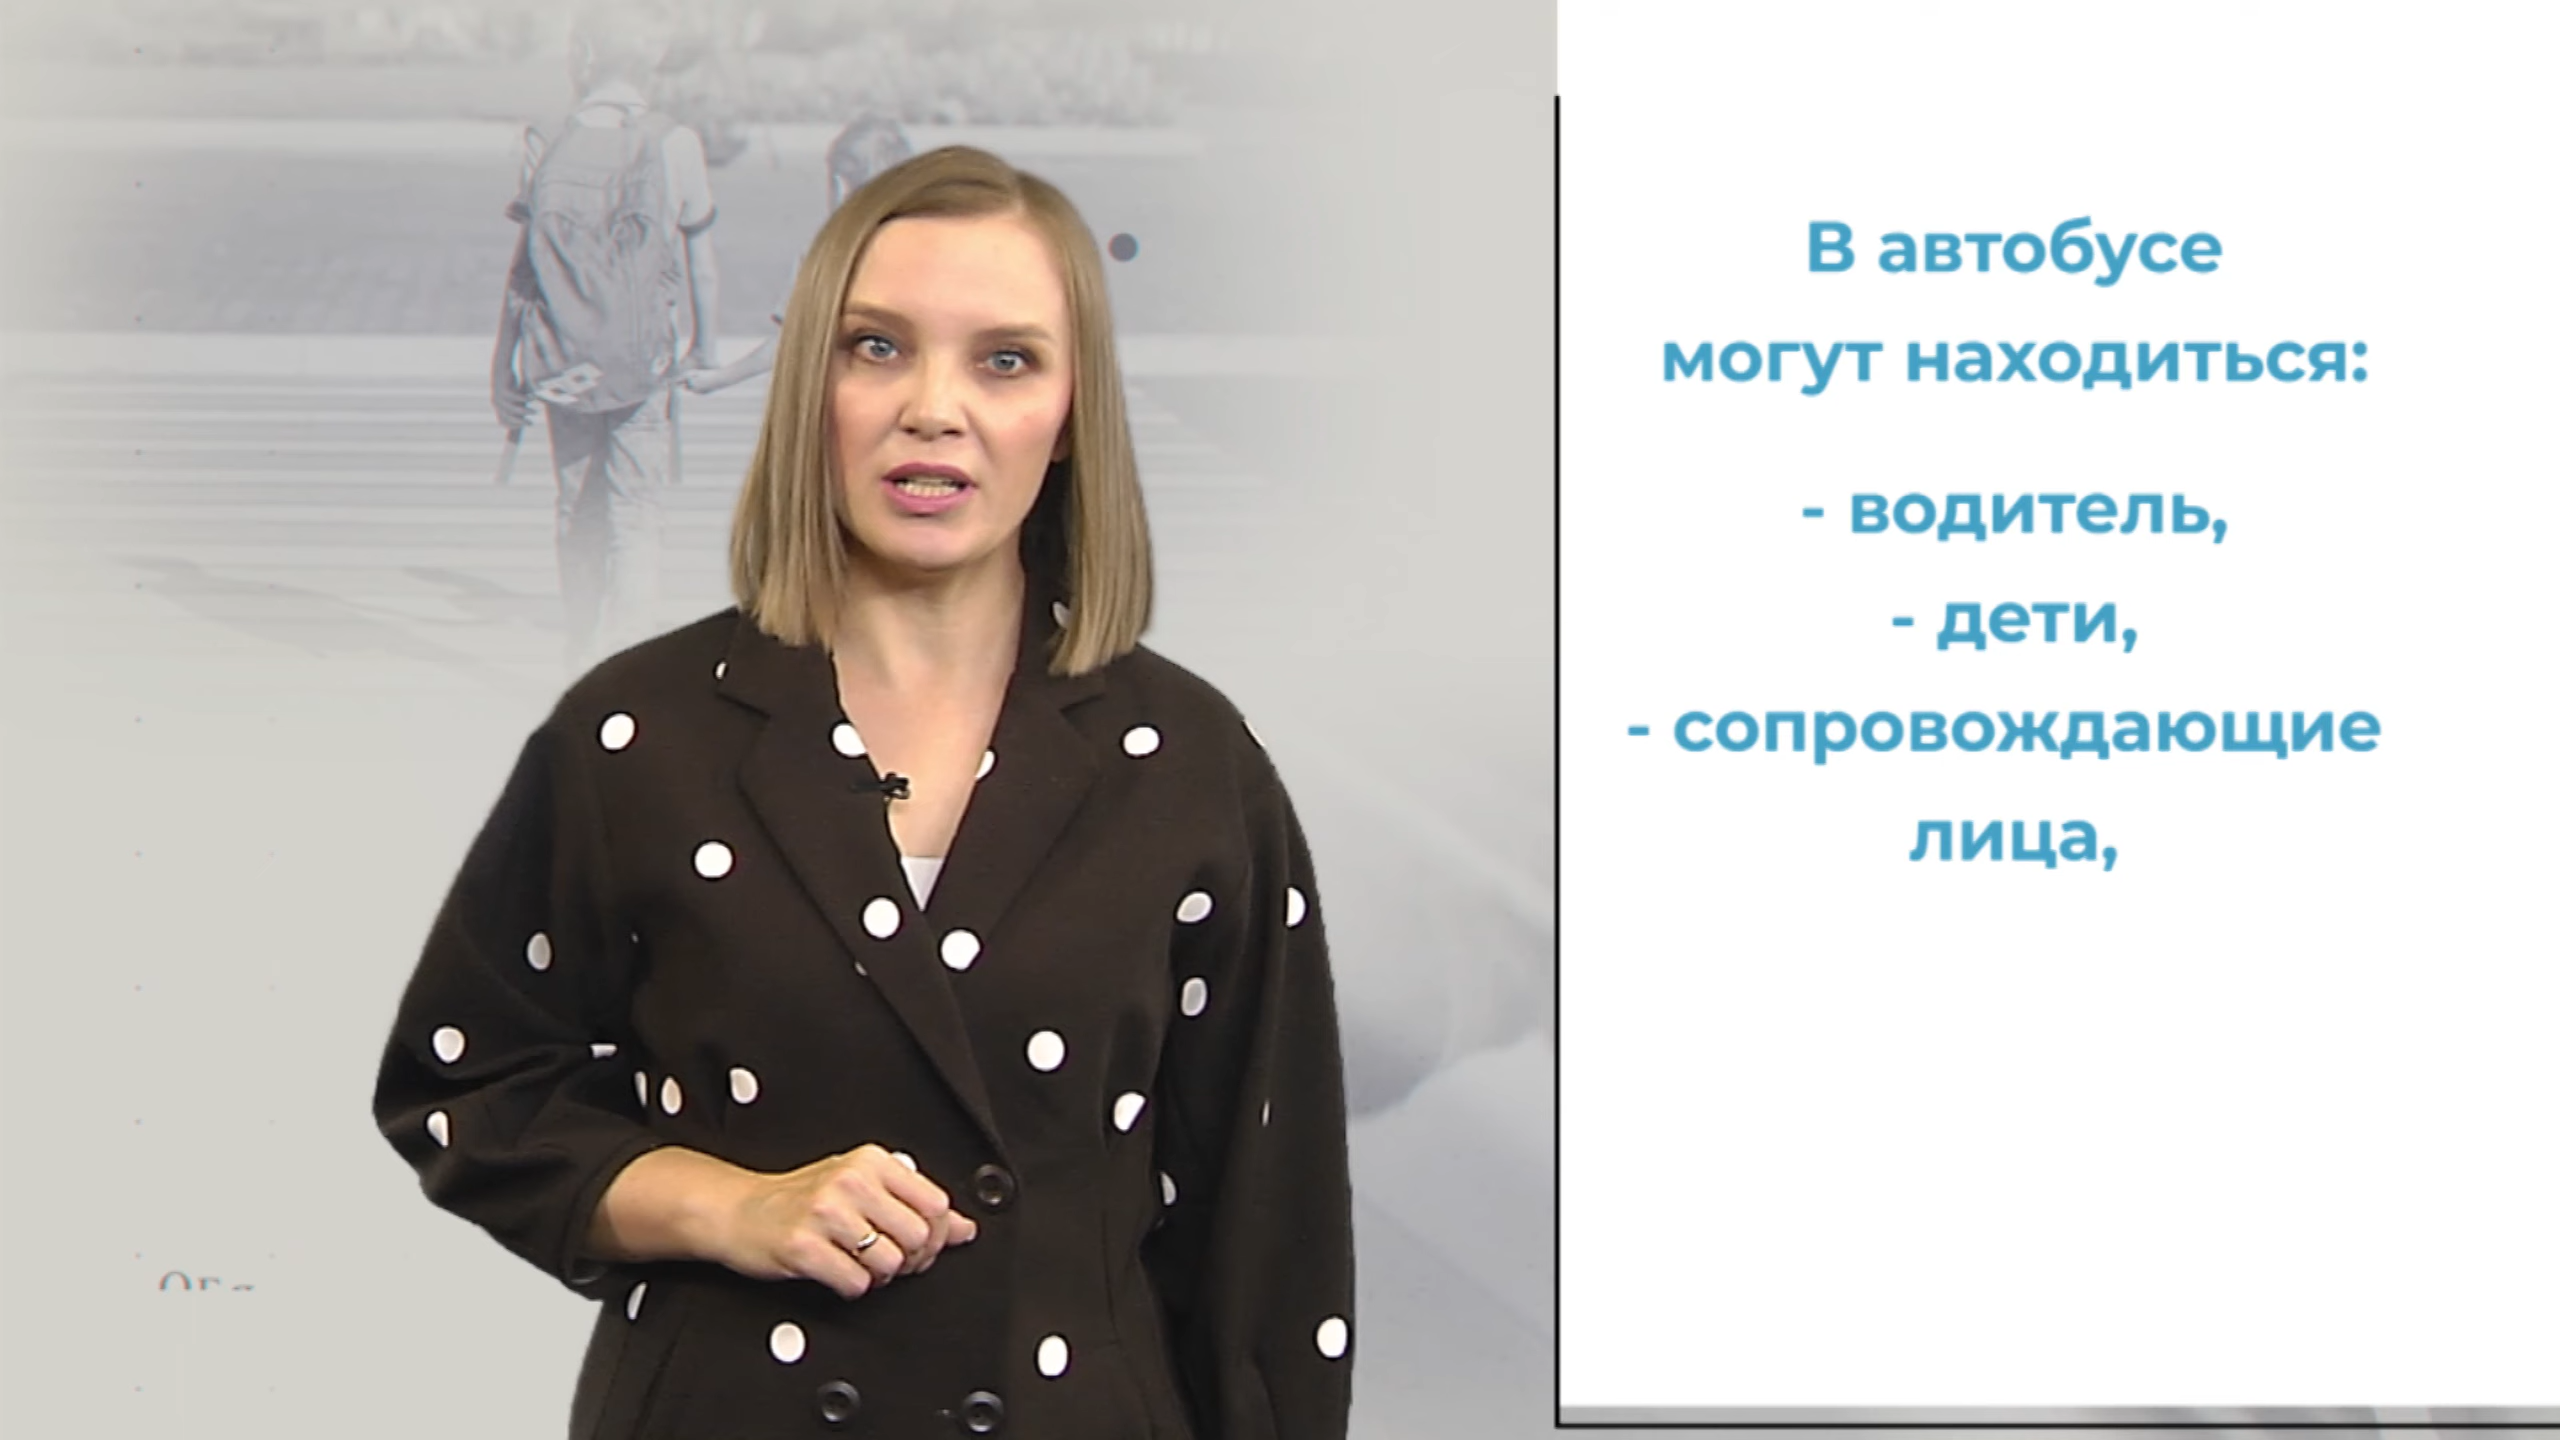 В автобусе
могут находиться:
- водитель,
- дети,
- сопровождающие
лица,